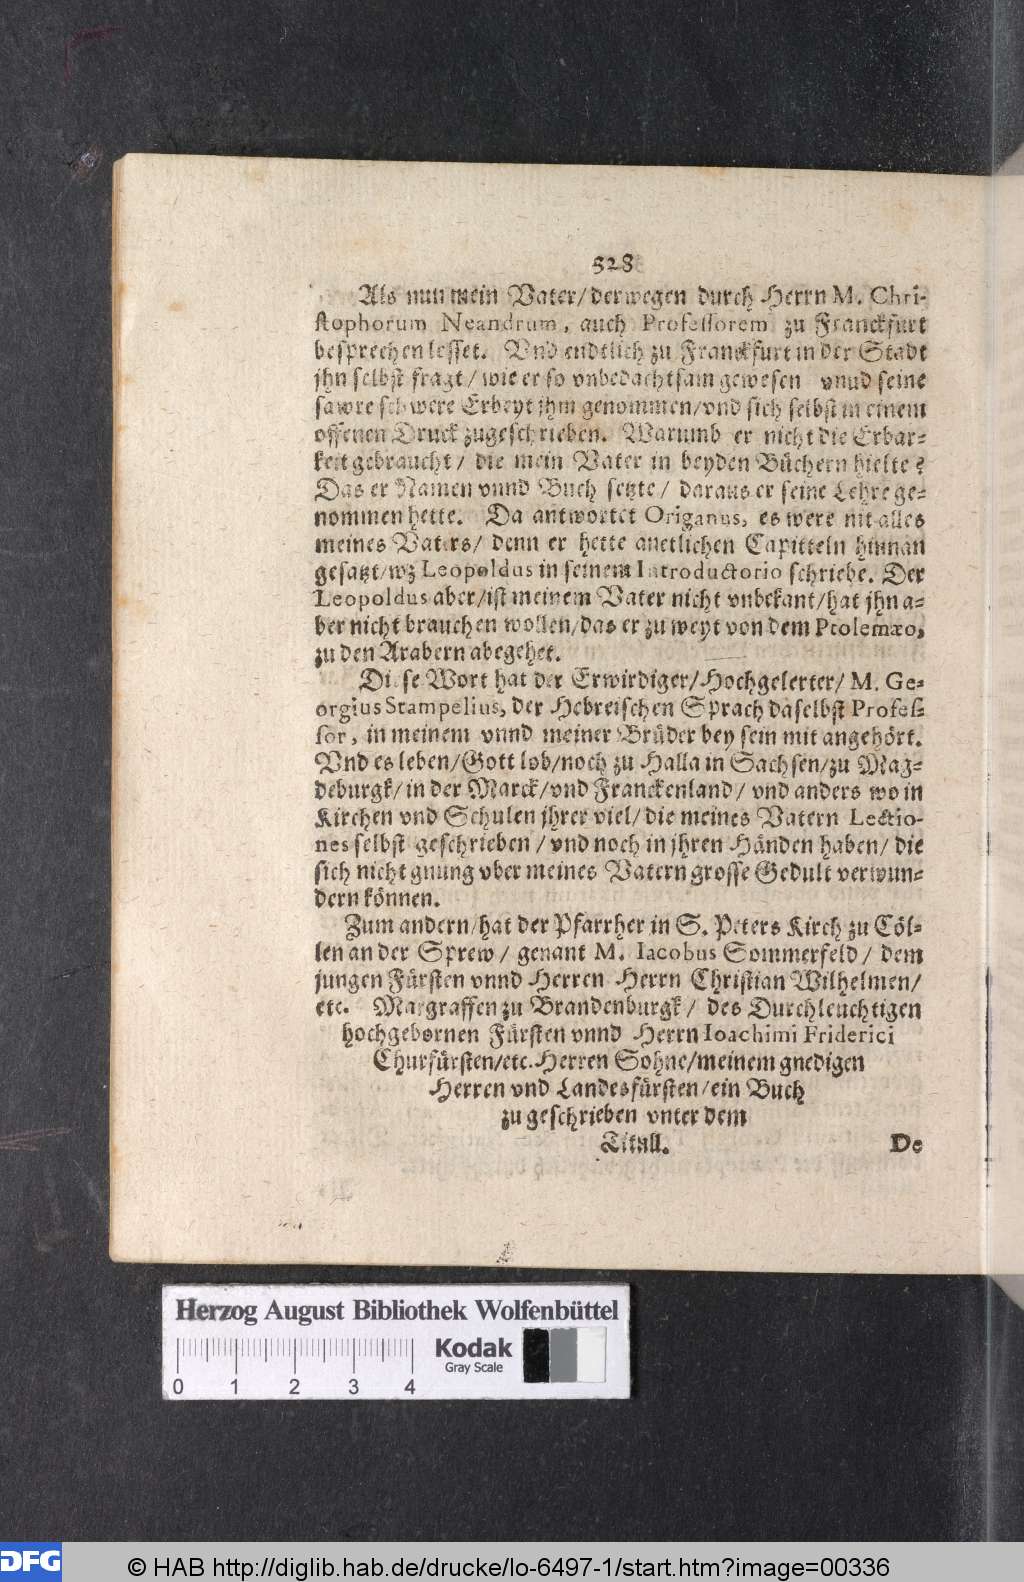 328
Als nun mein Vater/ derwegen durch Herrn M. Chri-
stophorum Neandrum, auch Professorem zu Franckfurt
besprechen lesset. Vnd endtlich zu Franckfurt in der Stadt
jhn selbst fragt/ wie er so vnbedachtsam gewesen vnnd seine
sawre schwere Erbeyt jhm genommen/vnd sich selbst in einem
offenen Druck zugeschrieben. Warumb er nicht die Erbar-
keit gebraucht/ die mein Vater in beyden Büchern hielte?
Das er Namen vnnd Buch setzte/ daraus er seine Lehre ge-
nommen hette. Da antwortet Origanus, es were nit alles
meines Vaters/ denn er hette auetlichen Capitteln hinnan
gesatzt/wz Leopoldus in seinem Introductorio schriebe. Der
Leopoldus aber/ist meinem Vater nicht vnbekant/hat jhn a-
ber nicht brauchen wollen/das er zu weyt von dem Ptolemæo,
zu den Arabern abegehet.
Diese Wort hat der Erwirdiger/Hochgelerter/ M. Ge-
orgius Stampelius, der Hebreischen Sprach daselbst Profes-
sor, in meinem vnnd meiner Brüder bey sein mit angehört.
Vnd es leben/Gott lob/noch zu Halla in Sachsen/zu Mag-
deburgk/in der Marck/vnd Franckenland/ vnd anders wo in
Kirchen vnd Schulen jhrer viel/die meines Vatern Lectio-
nes selbst geschrieben/ vnd noch in jhren Händen haben/ die
sich nicht gnung vber meines Vatern grosse Gedult verwun-
dern können.
Zum andern/hat der Pfarrher in S. Peters Kirch zu Cöl-
len an der Sprew/ genant M. Iacobus Sommerfeld/ dem
jungen Fürsten vnnd Herren Herrn Christian Wilhelmen/
etc. Margraffen zu Brandenburgk/ des Durchleuchtigen
hochgebornen Fürsten vnnd Herrn Ioachimi Friderici
Churfürsten/etc. Herren Sohne/meinem gnedigen
Herren vnd Landesfürsten/ein Buch
zu geschrieben vnter dem
Titull.
De
Herzog August Bibliothek Wolfenbüttel
Kodak
Gray Scale
0 1 2 3 4
DFG
© HAB http://diglib.hab.de/drucke/lo-6497-1/start.htm?image=00336